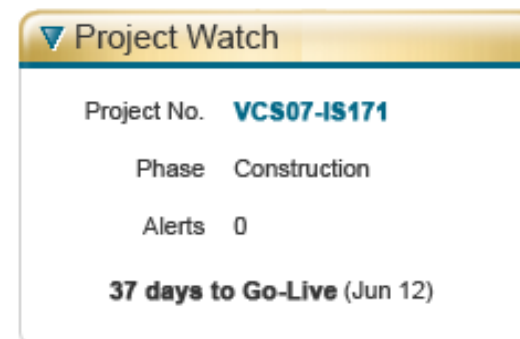 Project Watch
Project No. VCS07-IS171
Phase Construction
Alerts 0
37 days to Go-Live (Jun 12)